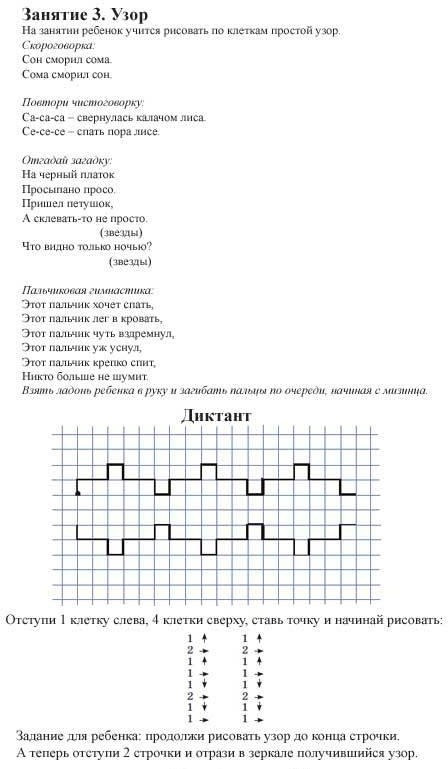 Занятие 3. Узор
На занятии ребенок учится рисовать по клеткам простой узор.
Скороговорка:
Сон сморил сома.
Сома сморил сон.
Повтори чистоговорку:
Са-са-са – свернулась калачом лиса.
Се-се-се – спать пора лисе.
Отгадай загадку:
На черный платок
Просыпано просо.
Пришел петушок,
А склевать-то не просто.
(звезды)
Что видно только ночью?
(звезды)
Пальчиковая гимнастика:
Этот пальчик хочет спать,
Этот пальчик лег в кровать,
Этот пальчик чуть вздремнул,
Этот пальчик уж уснул,
Этот пальчик крепко спит,
Никто больше не шумит.
Взять ладонь ребенка в руку и загибать пальцы по очереди, начиная с мизинца.
Диктант
Отступи 1 клетку слева, 4 клетки сверху, ставь точку и начинай рисовать:
1 ↑ 1 ↑
2 → 2 →
1 ↑ 1 ↑
1 → 1 →
1 ↓ 1 ↓
2 → 2 →
1 ↓ 1 ↓
1 → 1 →
Задание для ребенка: продолжи рисовать узор до конца строчки.
А теперь отступи 2 строчки и отрази в зеркале получившийся узор.